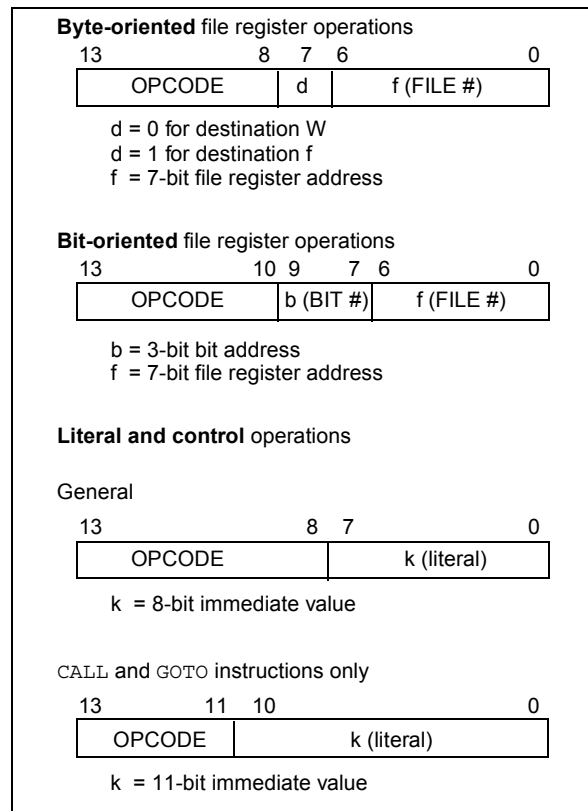 Byte-oriented file register operations
13 8 7 6 0
OPCODE d f (FILE #)
d = 0 for destination W
d = 1 for destination f
f = 7-bit file register address
Bit-oriented file register operations
13 10 9 7 6 0
OPCODE b (BIT #) f (FILE #)
b = 3-bit bit address
f = 7-bit file register address
Literal and control operations
General
13 8 7 0
OPCODE k (literal)
k = 8-bit immediate value
CALL and GOTO instructions only
13 11 10 0
OPCODE k (literal)
k = 11-bit immediate value